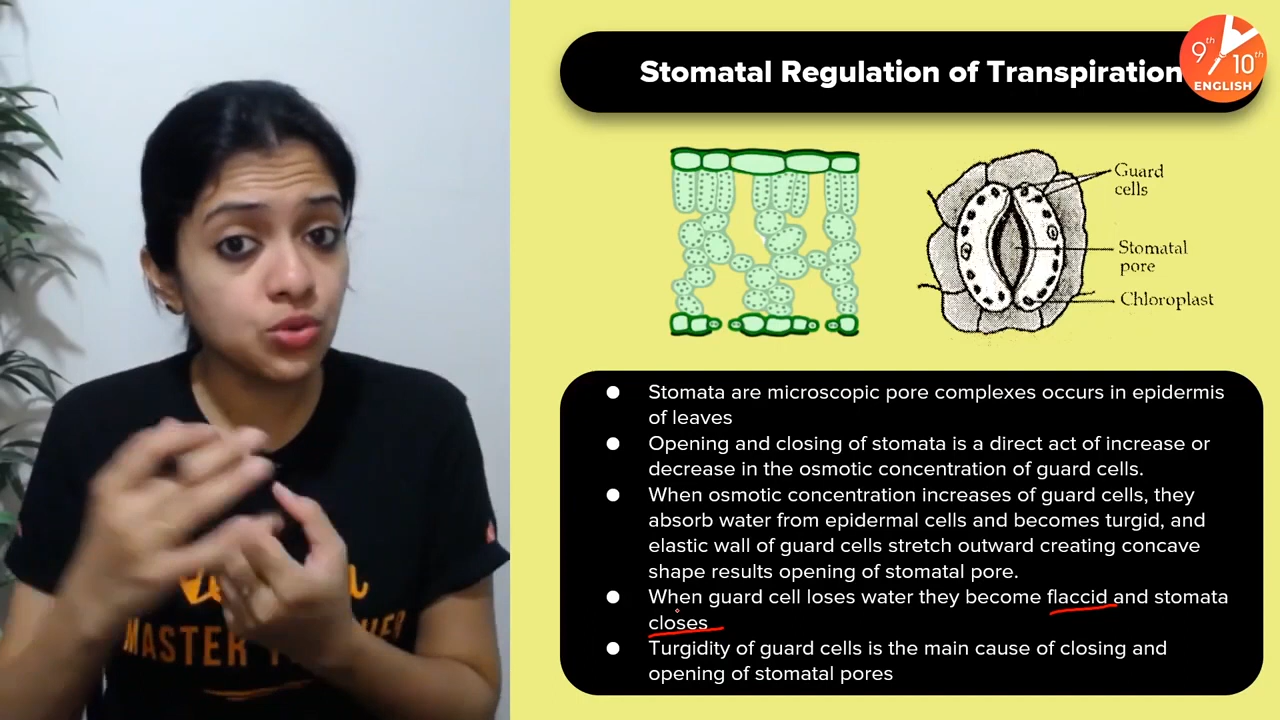 Stomatal Regulation of Transpiration
9th 10th
ENGLISH
Guard
cells
Stomatal
pore
Chloroplast
● Stomata are microscopic pore complexes occurs in epidermis
of leaves
● Opening and closing of stomata is a direct act of increase or
decrease in the osmotic concentration of guard cells.
● When osmotic concentration increases of guard cells, they
absorb water from epidermal cells and becomes turgid, and
elastic wall of guard cells stretch outward creating concave
shape results opening of stomatal pore.
● When guard cell loses water they become flaccid and stomata
closes
● Turgidity of guard cells is the main cause of closing and
opening of stomatal pores
MASTER